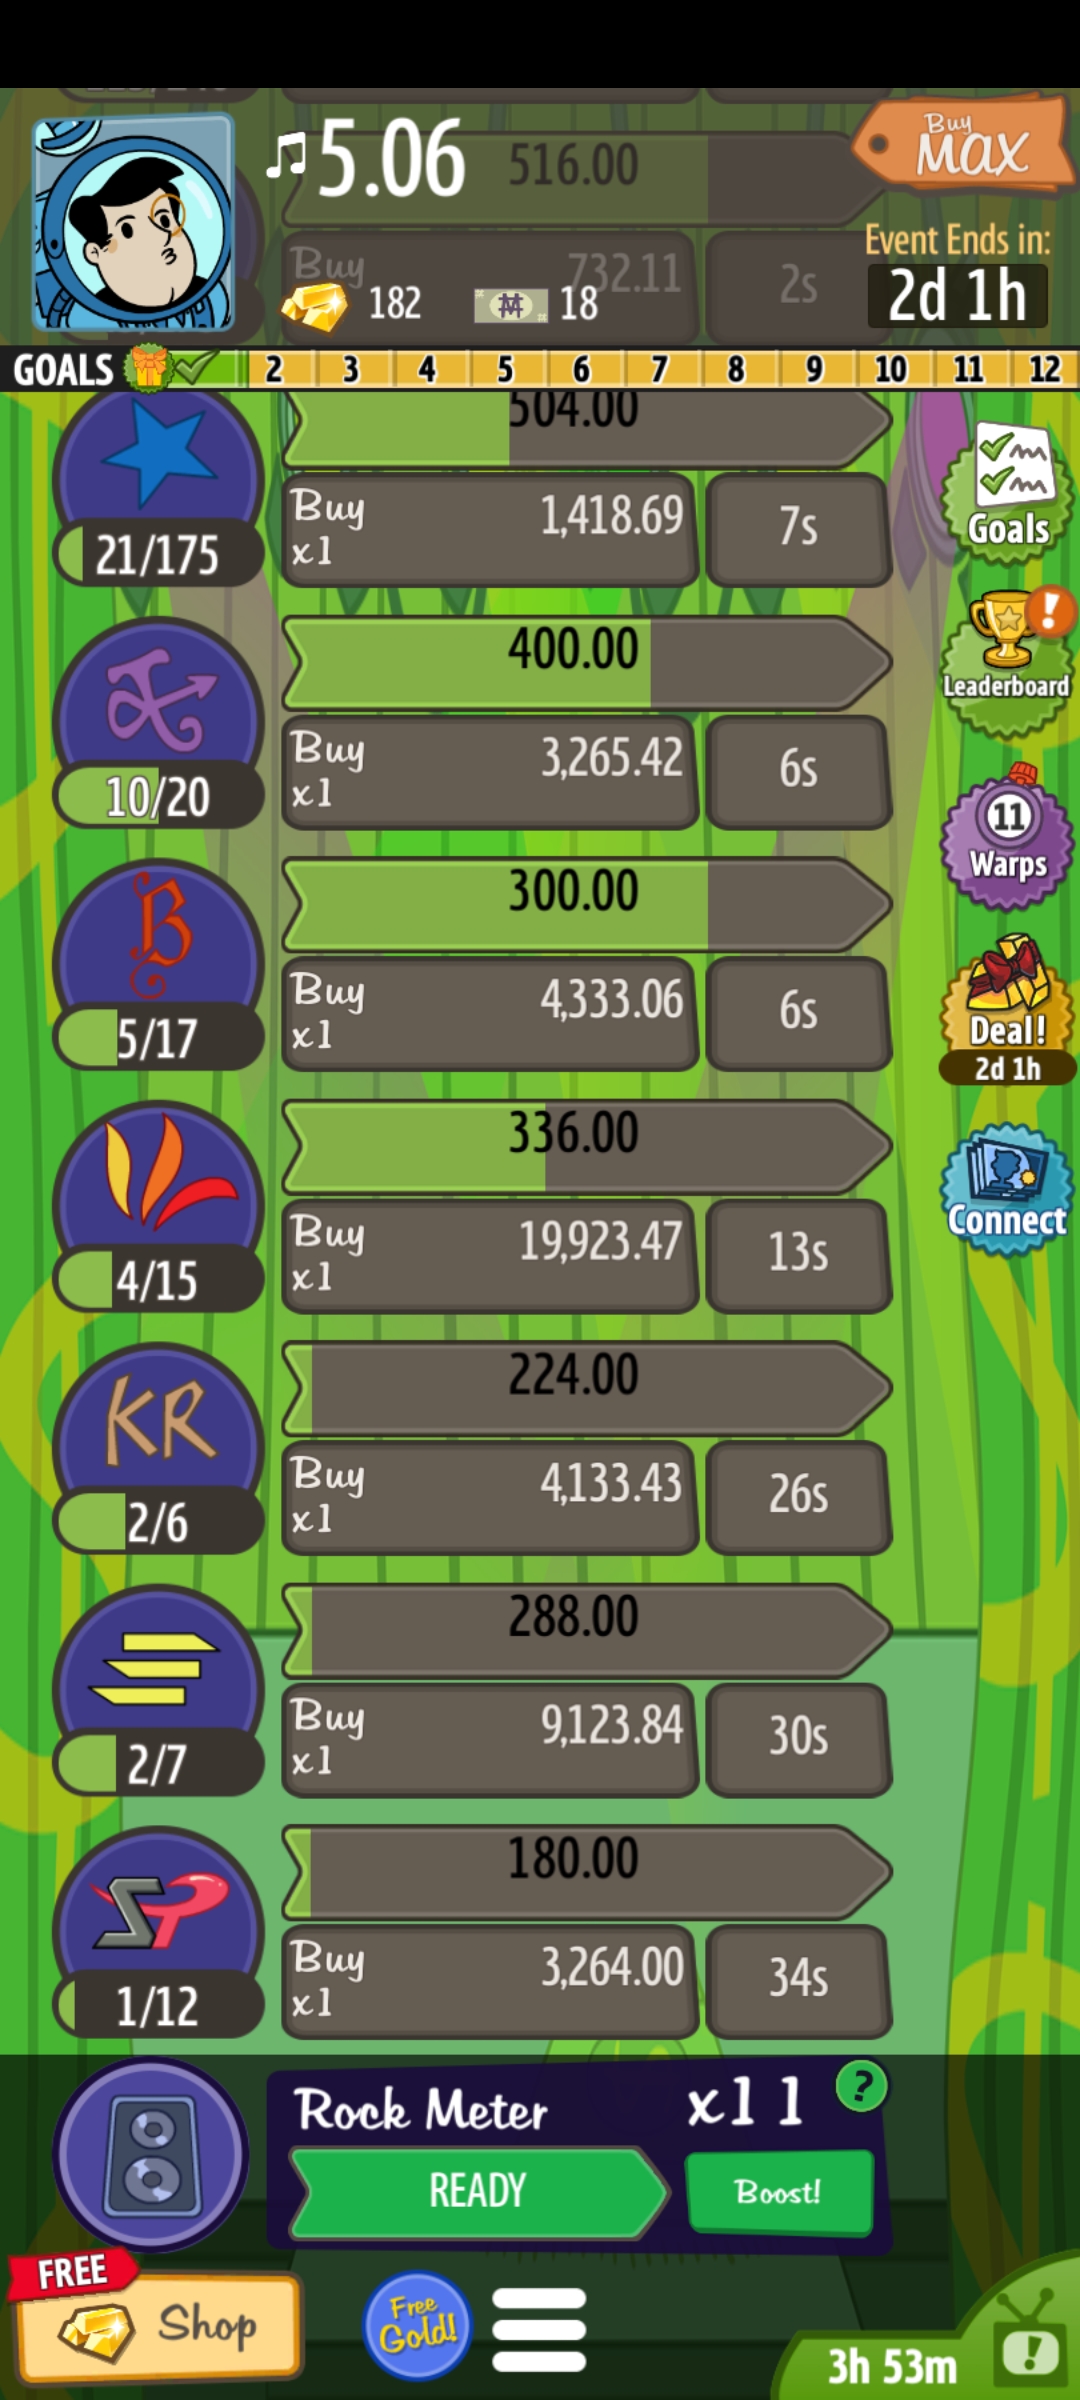 5.06
516.00
Buy
MAX
Buy
732.11
2s
182
18
Event Ends in:
2d 1h
GOALS 2 3 4 5 6 7 8 9 10 11 12
504.00
21/175
Buy
x1
1,418.69
7s
Goals
400.00
10/20
Buy
x1
3,265.42
6s
Leaderboard
300.00
B
5/17
Buy
x1
4,333.06
6s
11
Warps
Deal!
2d 1h
336.00
4/15
Buy
x1
19,923.47
13s
Connect
224.00
KR
2/6
Buy
x1
4,133.43
26s
288.00
2/7
Buy
x1
9,123.84
30s
180.00
SP
1/12
Buy
x1
3,264.00
34s
Rock Meter
x11
?
READY
Boost!
FREE
Shop
Free
Gold!
3h 53m